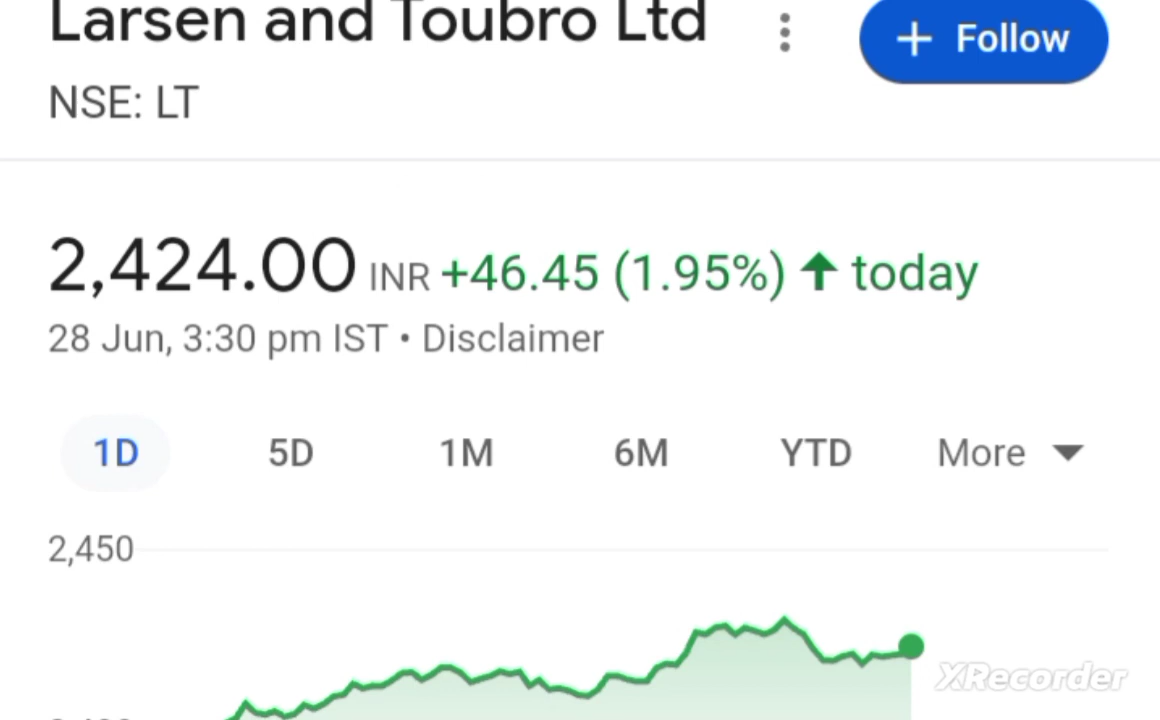 Larsen and Toubro Ltd
+ Follow
NSE: LT
2,424.00 INR +46.45 (1.95%) ↑ today
28 Jun, 3:30 pm IST • Disclaimer
1D 5D 1M 6M YTD More
2,450
XRecorder